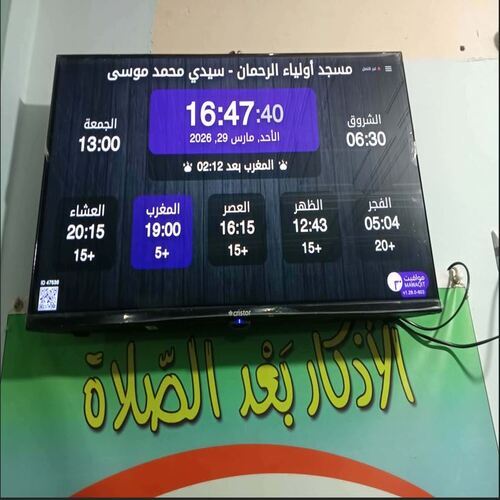 مسجد أولياء الرحمان - سيدي محمد موسى
16:47:40
الأحد, مارس 29, 2026
المغرب بعد 02:12
الشروق
06:30
الجمعة
13:00
الفجر
05:04
20+
الظهر
12:43
15+
العصر
16:15
15+
المغرب
19:00
5+
العشاء
20:15
15+
ID 47630
مواقيت
MAWAQIT
cristor
الأذكار بعد الصلاة